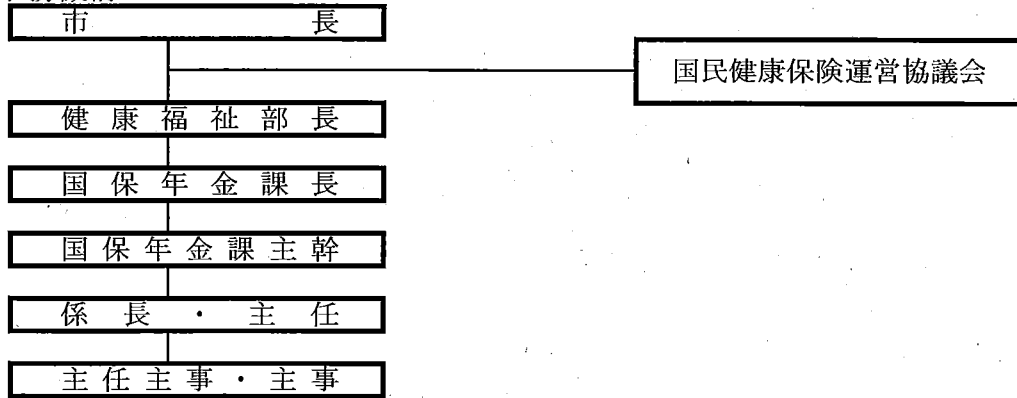 市長
国民健康保険運営協議会
健康福祉部長
国保年金課長
国保年金課主幹
係長・主任
主任主事・主事